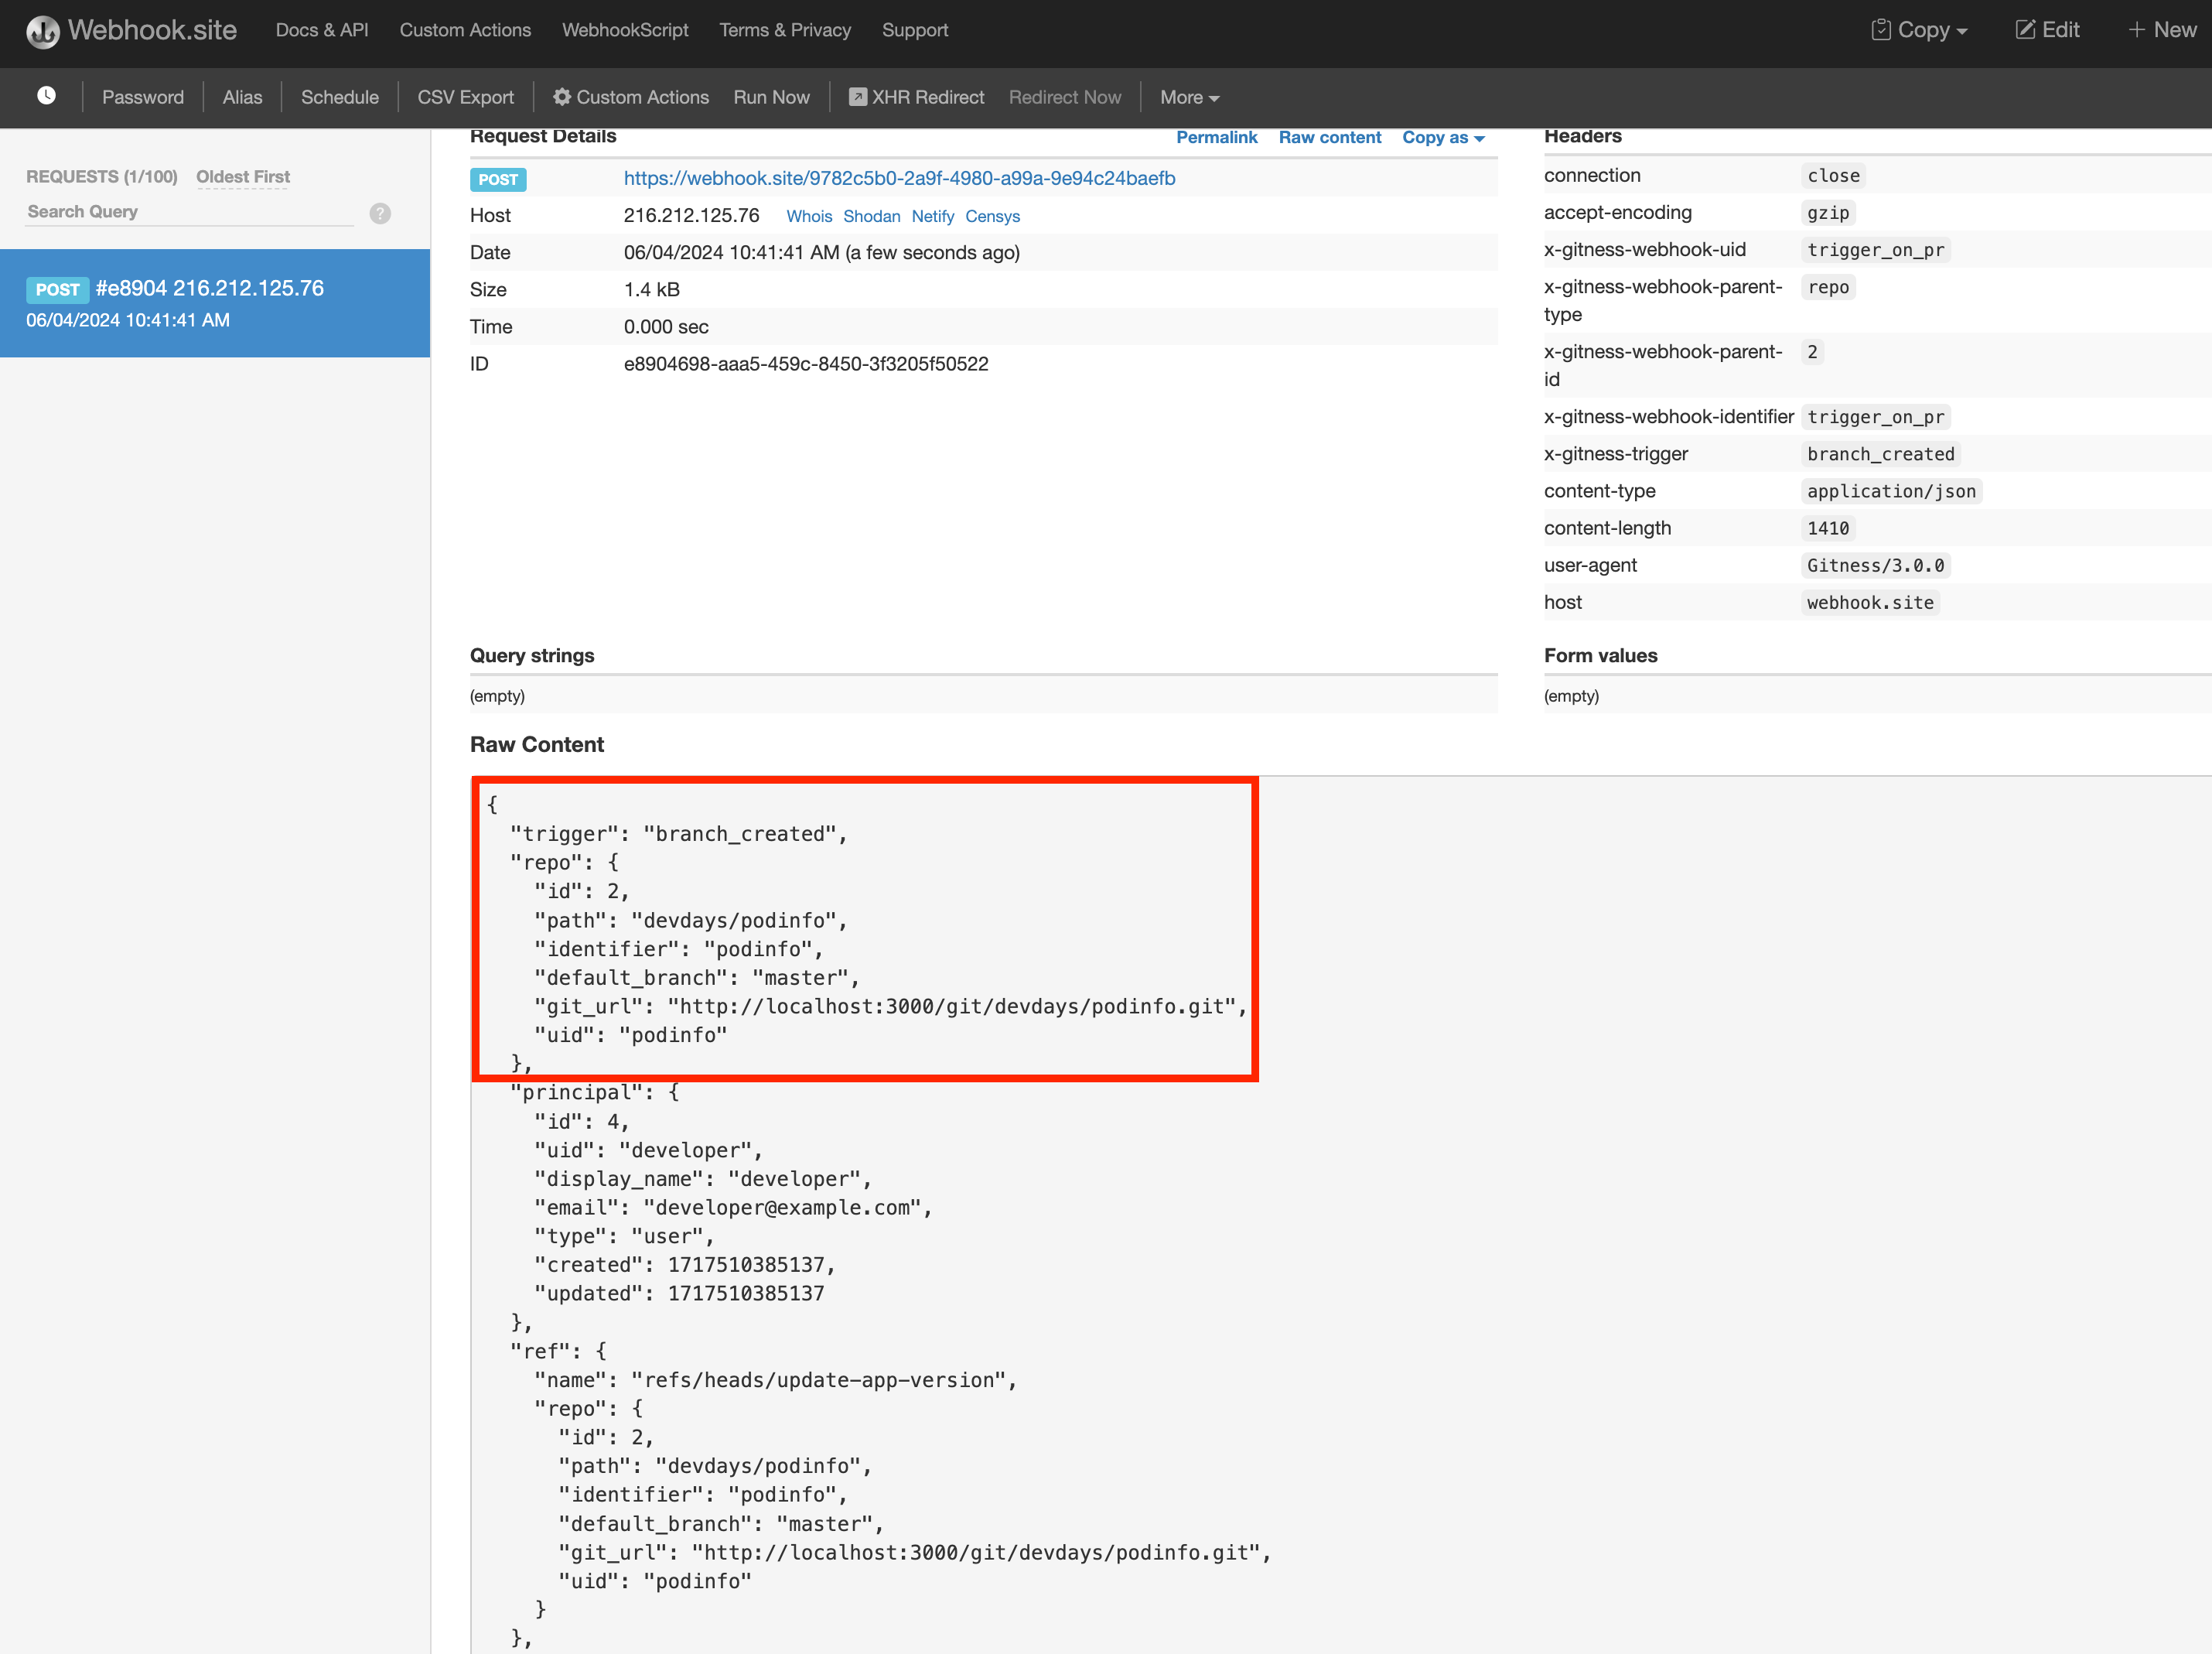 Webhook.site Docs & API Custom Actions WebhookScript Terms & Privacy Support Copy Edit + New
Password Alias Schedule CSV Export Custom Actions Run Now XHR Redirect Redirect Now More
REQUESTS (1/100) Oldest First
Search Query ?
POST #e8904 216.212.125.76
06/04/2024 10:41:41 AM
Request Details Permalink Raw content Copy as
POST https://webhook.site/9782c5b0-2a9f-4980-a99a-9e94c24baefb
Host 216.212.125.76 Whois Shodan Netify Censys
Date 06/04/2024 10:41:41 AM (a few seconds ago)
Size 1.4 kB
Time 0.000 sec
ID e8904698-aaa5-459c-8450-3f3205f50522
Headers
connection close
accept-encoding gzip
x-gitness-webhook-uid trigger_on_pr
x-gitness-webhook-parent- repo
type
x-gitness-webhook-parent- 2
id
x-gitness-webhook-identifier trigger_on_pr
x-gitness-trigger branch_created
content-type application/json
content-length 1410
user-agent Gitness/3.0.0
host webhook.site
Query strings
(empty)
Form values
(empty)
Raw Content
{
"trigger": "branch_created",
"repo": {
"id": 2,
"path": "devdays/podinfo",
"identifier": "podinfo",
"default_branch": "master",
"git_url": "http://localhost:3000/git/devdays/podinfo.git",
"uid": "podinfo"
},
"principal": {
"id": 4,
"uid": "developer",
"display_name": "developer",
"email": "developer@example.com",
"type": "user",
"created": 1717510385137,
"updated": 1717510385137
},
"ref": {
"name": "refs/heads/update-app-version",
"repo": {
"id": 2,
"path": "devdays/podinfo",
"identifier": "podinfo",
"default_branch": "master",
"git_url": "http://localhost:3000/git/devdays/podinfo.git",
"uid": "podinfo"
}
},